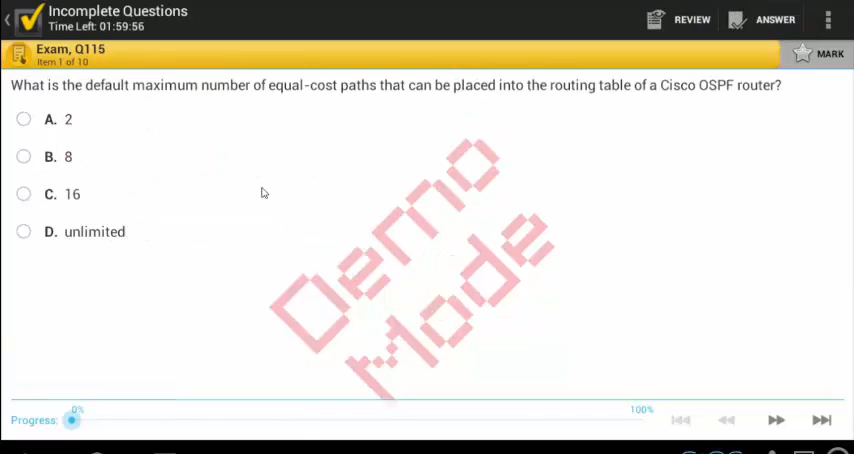 Incomplete Questions
Time Left: 01:59:56
REVIEW
ANSWER
Exam, Q115
Item 1 of 10
MARK
What is the default maximum number of equal-cost paths that can be placed into the routing table of a Cisco OSPF router?
A. 2
B. 8
C. 16
D. unlimited
Demo
Mode
0%
100%
Progress: